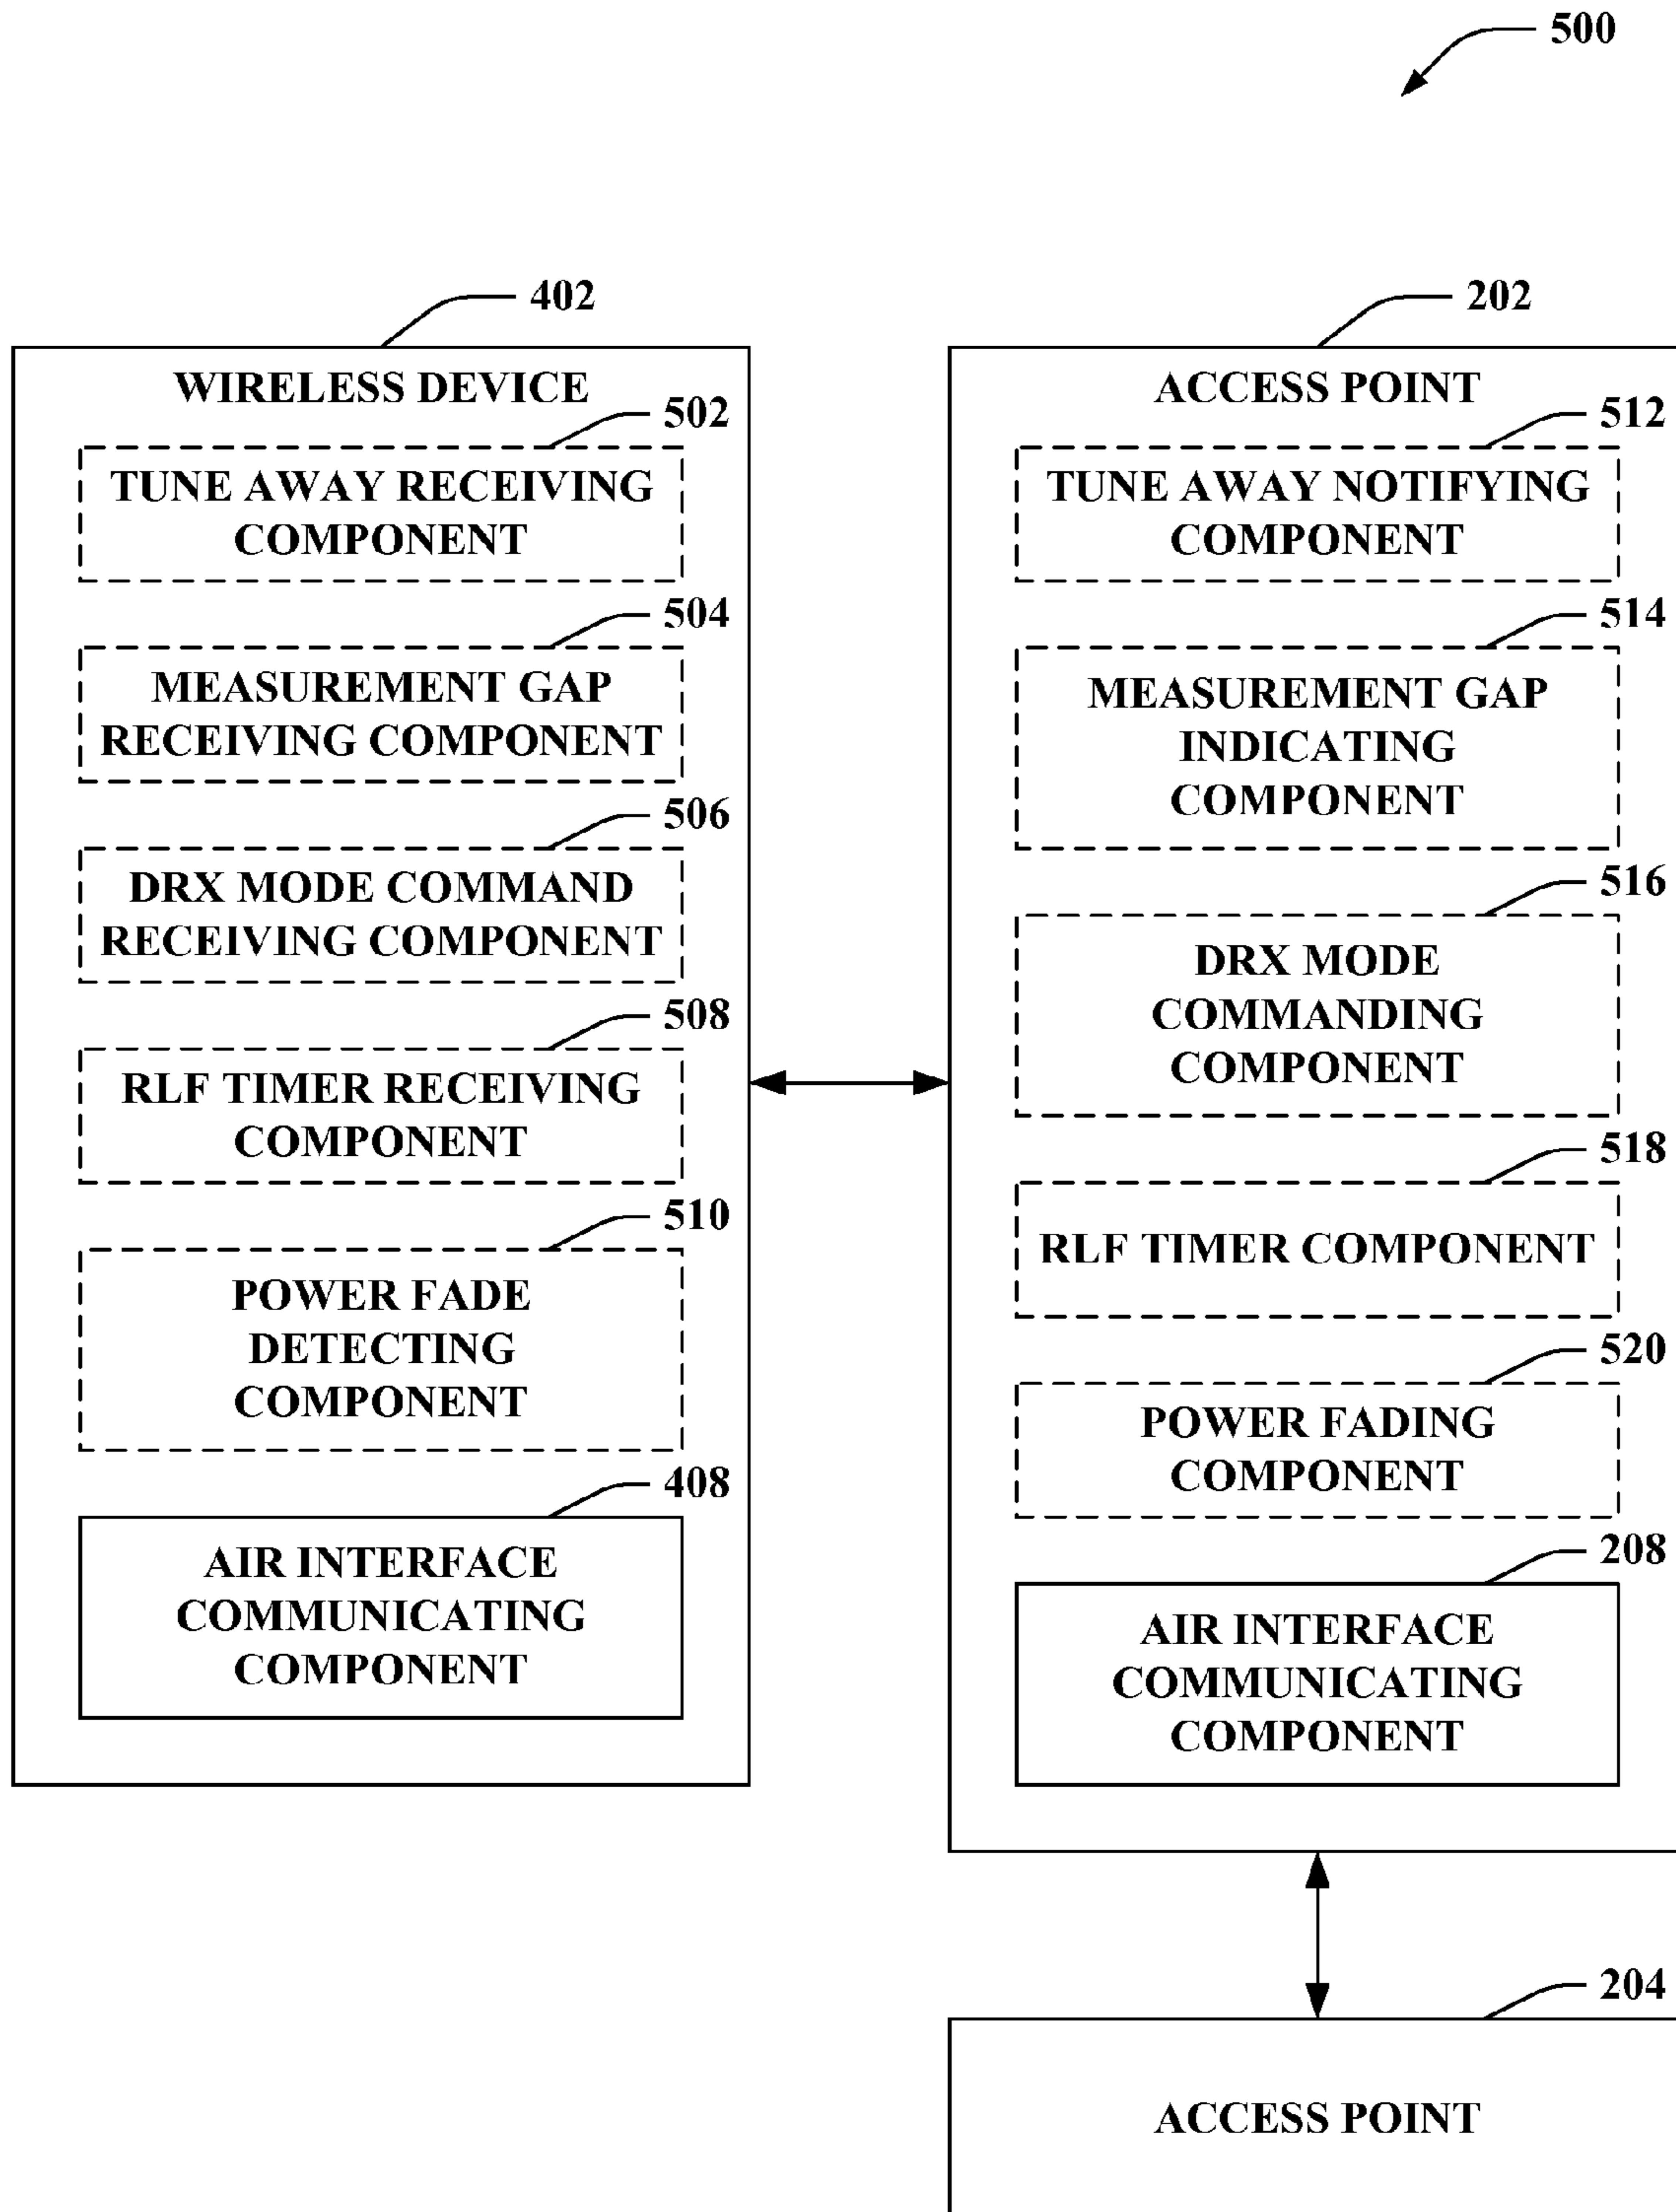 500
402
WIRELESS DEVICE
502
TUNE AWAY RECEIVING
COMPONENT
504
MEASUREMENT GAP
RECEIVING COMPONENT
506
DRX MODE COMMAND
RECEIVING COMPONENT
508
RLF TIMER RECEIVING
COMPONENT
510
POWER FADE
DETECTING
COMPONENT
408
AIR INTERFACE
COMMUNICATING
COMPONENT
202
ACCESS POINT
512
TUNE AWAY NOTIFYING
COMPONENT
514
MEASUREMENT GAP
INDICATING
COMPONENT
516
DRX MODE
COMMANDING
COMPONENT
518
RLF TIMER COMPONENT
520
POWER FADING
COMPONENT
208
AIR INTERFACE
COMMUNICATING
COMPONENT
204
ACCESS POINT